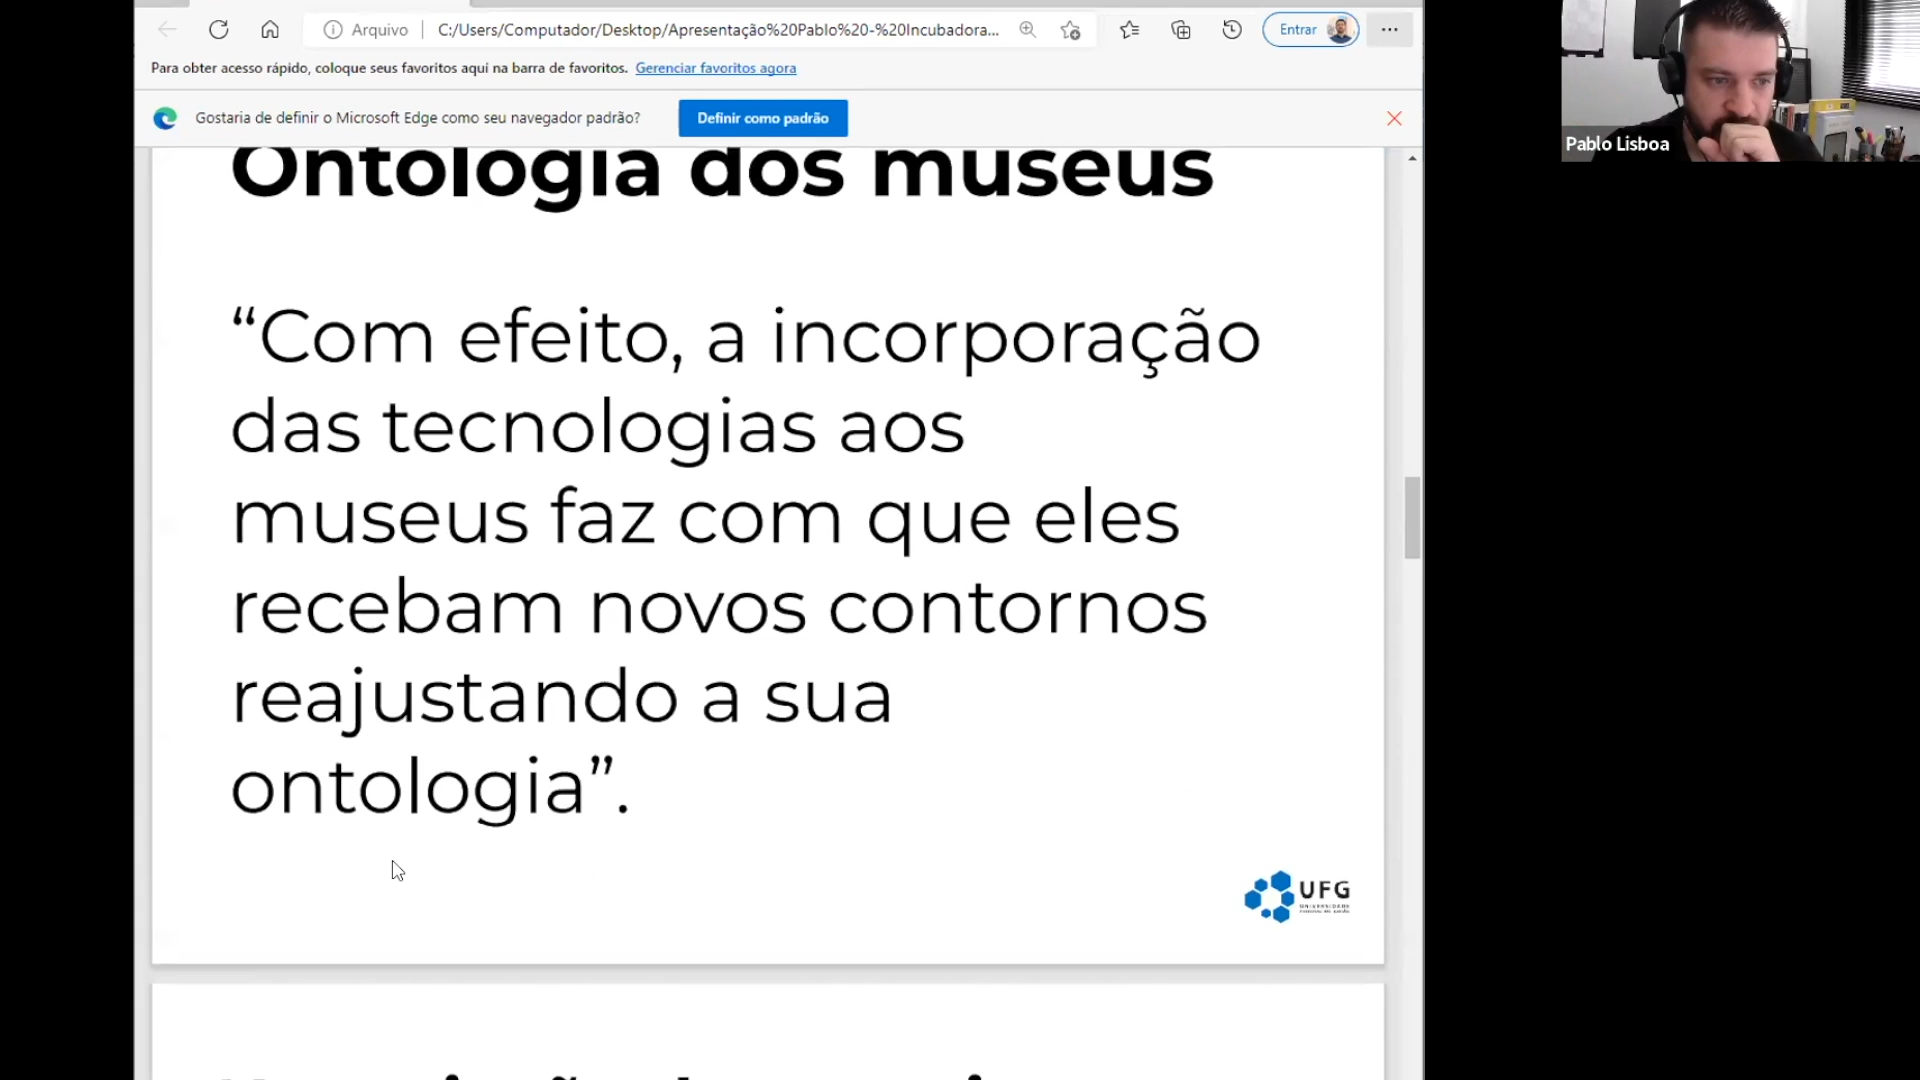 Arquivo
C:/Users/Computador/Desktop/Apresentação%20Pablo%20-%20Incubadora...
Entrar
Para obter acesso rápido, coloque seus favoritos aqui na barra de favoritos. Gerenciar favoritos agora
Gostaria de definir o Microsoft Edge como seu navegador padrão?
Definir como padrão
Pablo Lisboa
Ontologia dos museus
“Com efeito, a incorporação
das tecnologias aos
museus faz com que eles
recebam novos contornos
reajustando a sua
ontologia”.
UFG